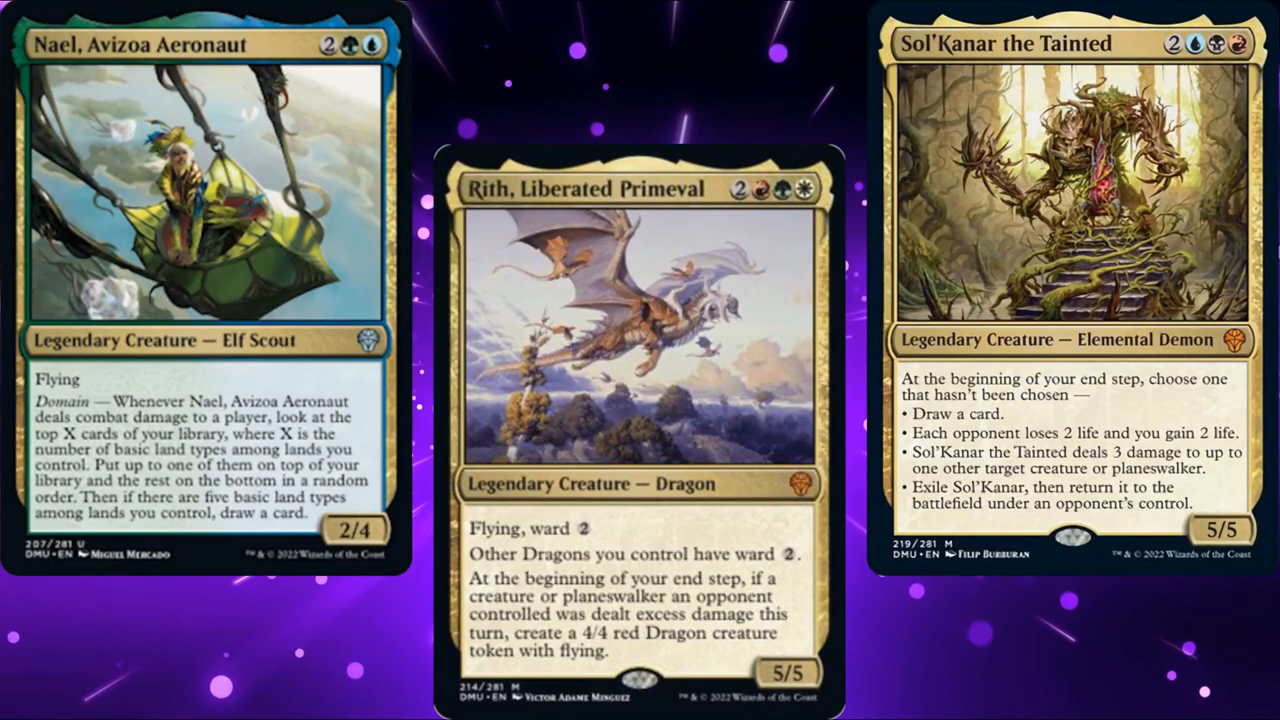 Nael, Avizoa Aeronaut 2
Legendary Creature — Elf Scout
Flying
Domain — Whenever Nael, Avizoa Aeronaut
deals combat damage to a player, look at the
top X cards of your library, where X is the
number of basic land types among lands you
control. Put up to one of them on top of your
library and the rest on the bottom in a random
order. Then if there are five basic land types
among lands you control, draw a card.
2/4
207/281 U
DMU • EN Miguel Mercado
™ & © 2022 Wizards of the Coast
Rith, Liberated Primeval 2
Legendary Creature — Dragon
Flying, ward 2
Other Dragons you control have ward 2.
At the beginning of your end step, if a
creature or planeswalker an opponent
controlled was dealt excess damage this
turn, create a 4/4 red Dragon creature
token with flying.
5/5
214/281 M
DMU • EN Victor Adame Minguez
™ & © 2022 Wizards of the Coast
Sol'Kanar the Tainted 2
Legendary Creature — Elemental Demon
At the beginning of your end step, choose one
that hasn't been chosen —
• Draw a card.
• Each opponent loses 2 life and you gain 2 life.
• Sol'Kanar the Tainted deals 3 damage to up to
one other target creature or planeswalker.
• Exile Sol'Kanar, then return it to the
battlefield under an opponent's control.
5/5
219/281 M
DMU • EN Filip Burburan
™ & © 2022 Wizards of the Coast